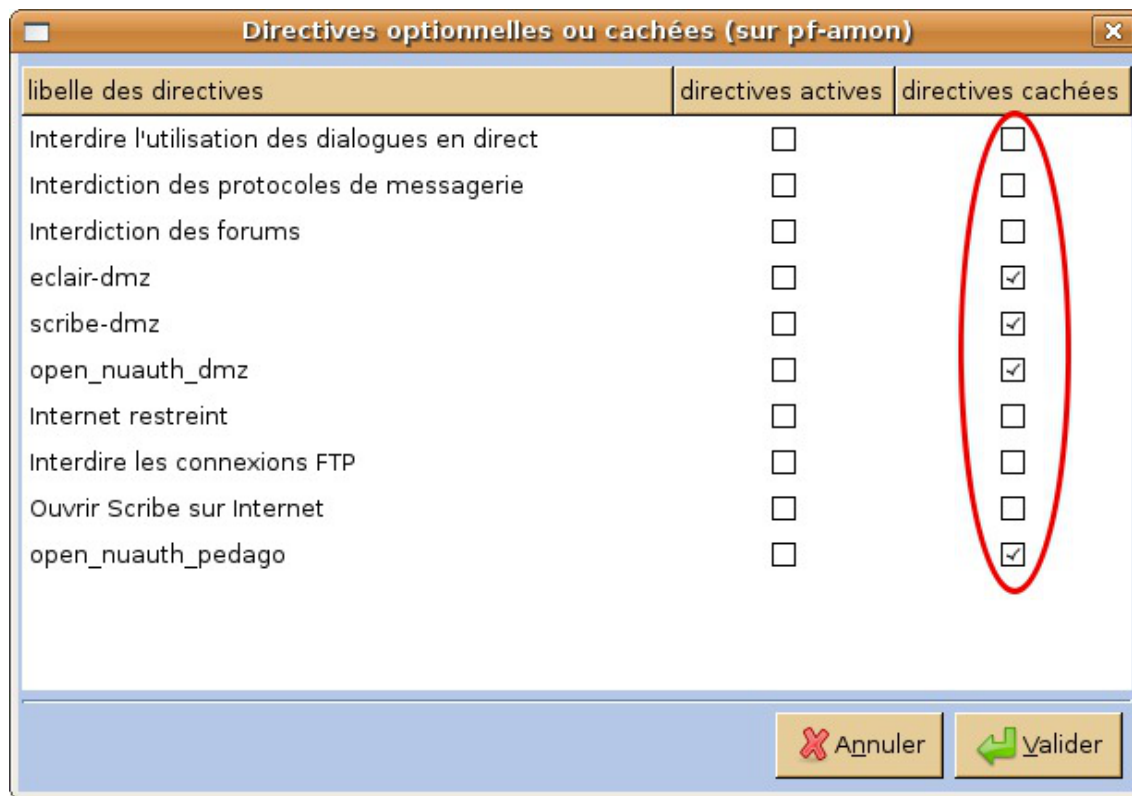 Directives optionnelles ou cachées (sur pf-amon)
libelle des directives directives actives directives cachées
Interdire l'utilisation des dialogues en direct
Interdiction des protocoles de messagerie
Interdiction des forums
eclair-dmz
scribe-dmz
open_nuauth_dmz
Internet restreint
Interdire les connexions FTP
Ouvrir Scribe sur Internet
open_nuauth_pedago
Annuler Valider